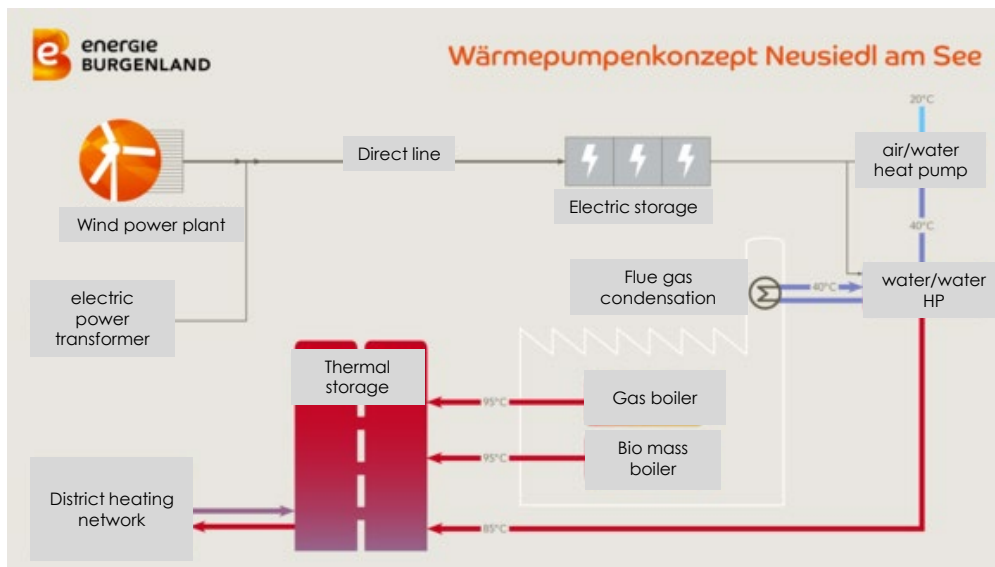 energie
BURGENLAND
Wärmepumpenkonzept Neusiedl am See
20°C
Direct line
air/water
heat pump
Wind power plant
Electric storage
40°C
Flue gas
condensation
40°C
water/water
HP
electric
power
transformer
Thermal
storage
95°C
Gas boiler
95°C
Bio mass
boiler
District heating
network
85°C